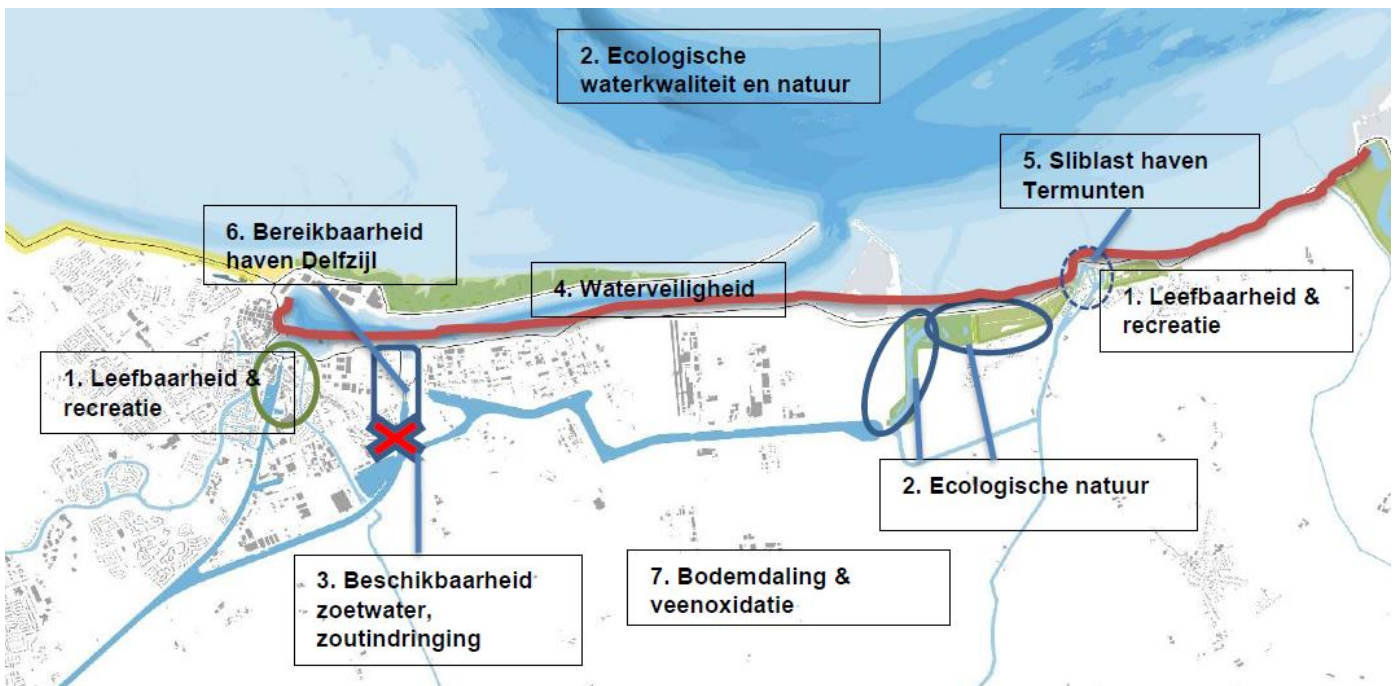 2. Ecologische
waterkwaliteit en natuur
5. Sliblast haven
Termunten
6. Bereikbaarheid
haven Delfzijl
4. Waterveiligheid
1. Leefbaarheid &
recreatie
1. Leefbaarheid &
recreatie
2. Ecologische natuur
3. Beschikbaarheid
zoetwater,
zoutindringing
7. Bodemdaling &
veenoxidatie